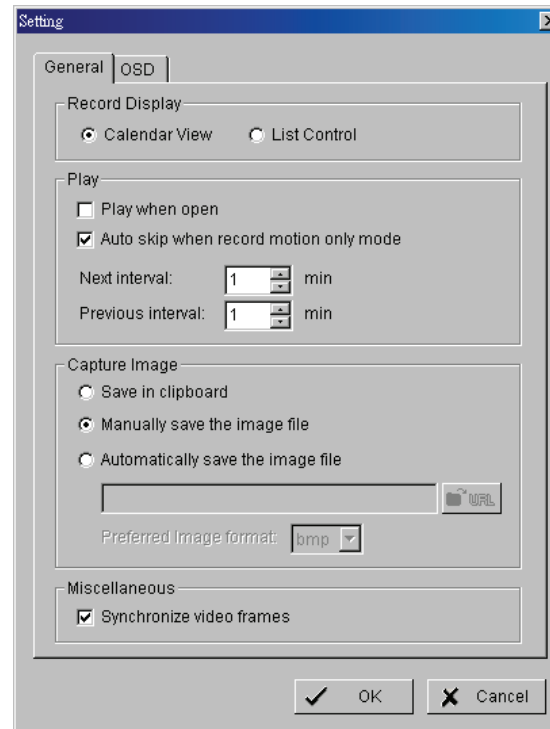 Setting
General OSD
Record Display
Calendar View List Control
Play
Play when open
Auto skip when record motion only mode
Next interval: 1 min
Previous interval: 1 min
Capture Image
Save in clipboard
Manually save the image file
Automatically save the image file
URL
Preferred Image format: bmp
Miscellaneous
Synchronize video frames
OK Cancel